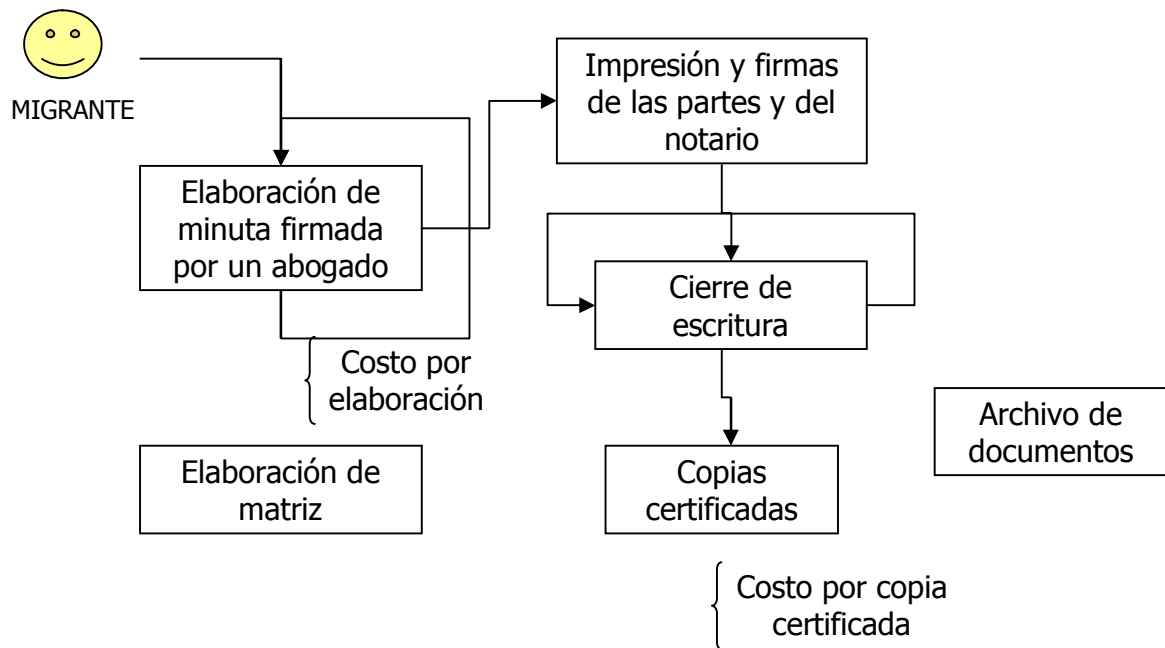 MIGRANTE
Elaboración de
minuta firmada
por un abogado
Costo por
elaboración
Elaboración de
matriz
Impresión y firmas
de las partes y del
notario
Cierre de
escritura
Copias
certificadas
Costo por copia
certificada
Archivo de
documentos